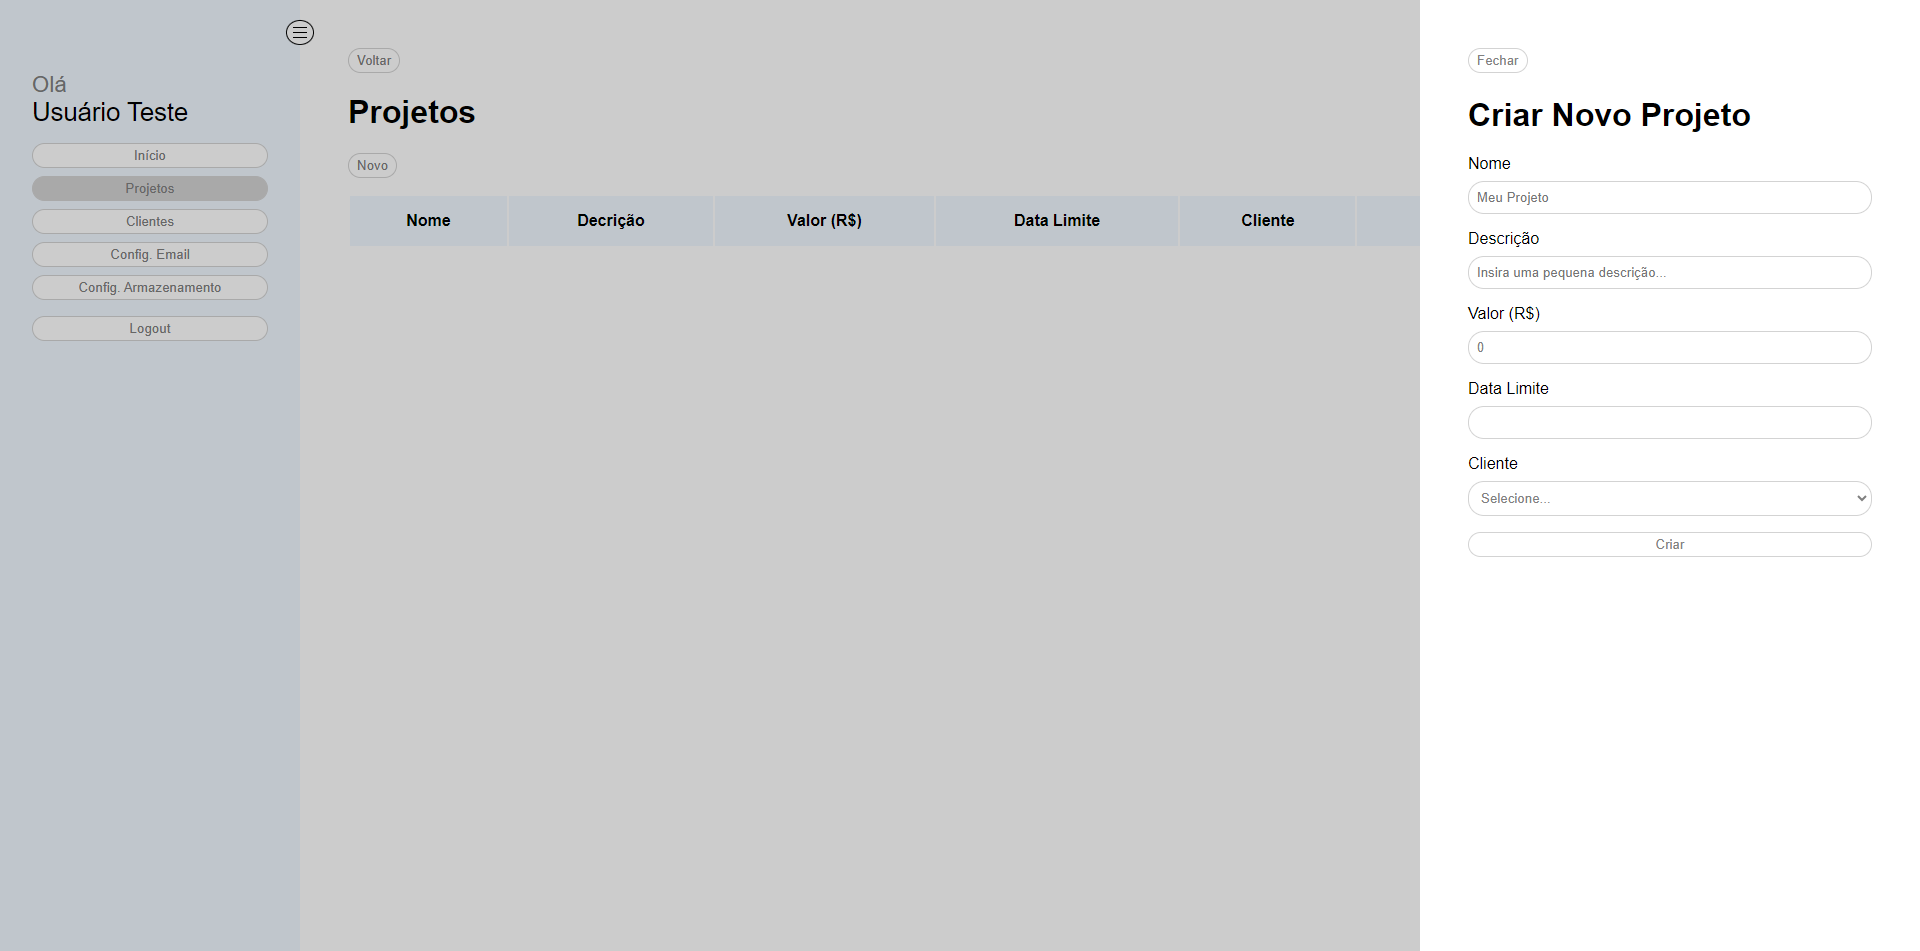 Olá
Usuário Teste
Início
Projetos
Clientes
Config. Email
Config. Armazenamento
Logout
Voltar
Projetos
Novo
Nome Decrição Valor (R$) Data Limite Cliente
Fechar
Criar Novo Projeto
Nome
Meu Projeto
Descrição
Insira uma pequena descrição...
Valor (R$)
0
Data Limite
Cliente
Selecione...
Criar